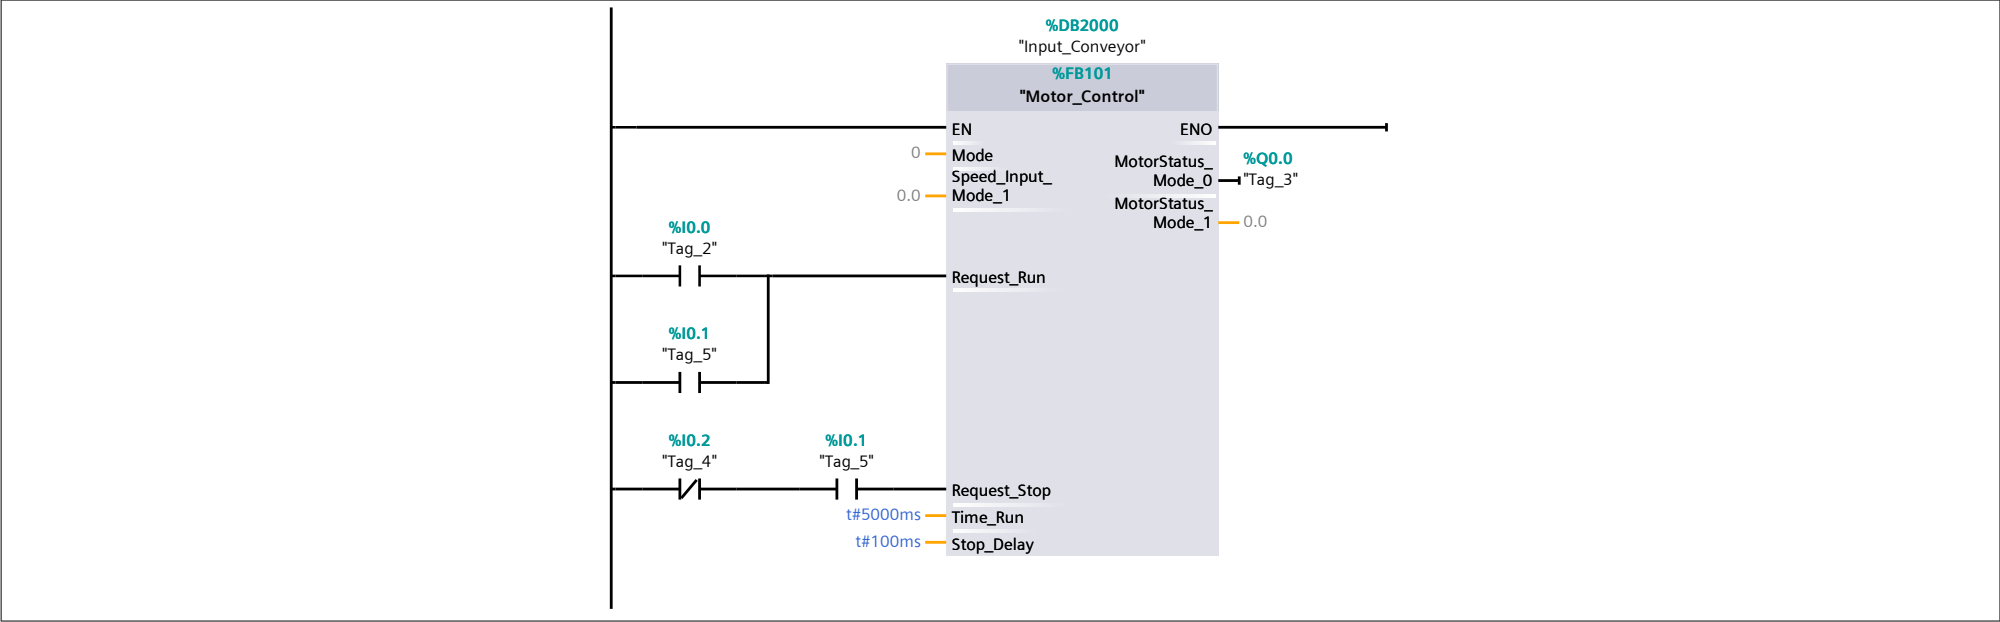 %DB2000
"Input_Conveyor"
%FB101
"Motor_Control"
EN
ENO
0
Mode
Speed_Input_
0.0
Mode_1
MotorStatus_
Mode_0
%Q0.0
"Tag_3"
MotorStatus_
Mode_1
0.0
%I0.0
"Tag_2"
Request_Run
%I0.1
"Tag_5"
%I0.2
"Tag_4"
%I0.1
"Tag_5"
Request_Stop
t#5000ms
Time_Run
t#100ms
Stop_Delay